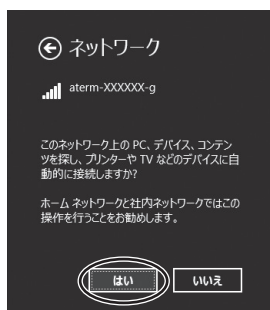 ネットワーク
aterm-XXXXXX-g
このネットワーク上の PC、デバイス、コンテン
ツを探し、プリンターや TV などのデバイスに自
動的に接続しますか?
ホーム ネットワークと社内ネットワークではこの
操作を行うことをお勧めします。
はい いいえ